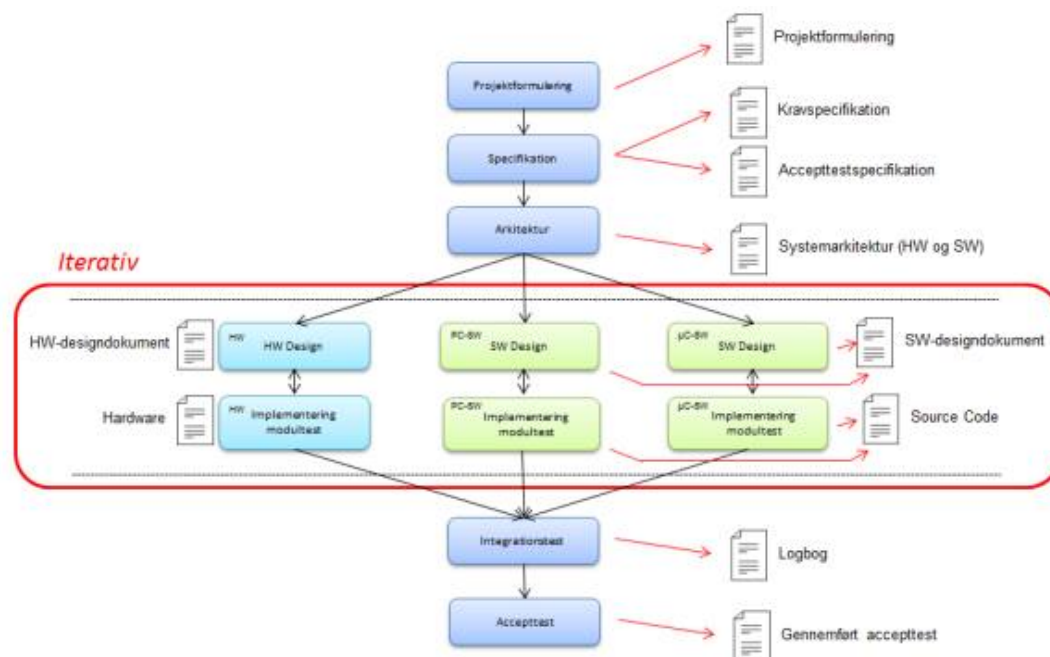 Projektformulering
Projektformulering
Kravspecifikation
Specifikation
Accepttestspecifikation
Arkitektur
Systemarkitektur (HW og SW)
Iterativ
HW-designdokument
HW
HW Design
PC-SW
SW Design
µC-SW
SW Design
SW-designdokument
Hardware
HW
Implementering
modultest
PC-SW
Implementering
modultest
µC-SW
Implementering
modultest
Source Code
Integrationstest
Logbog
Accepttest
Gennemført accepttest